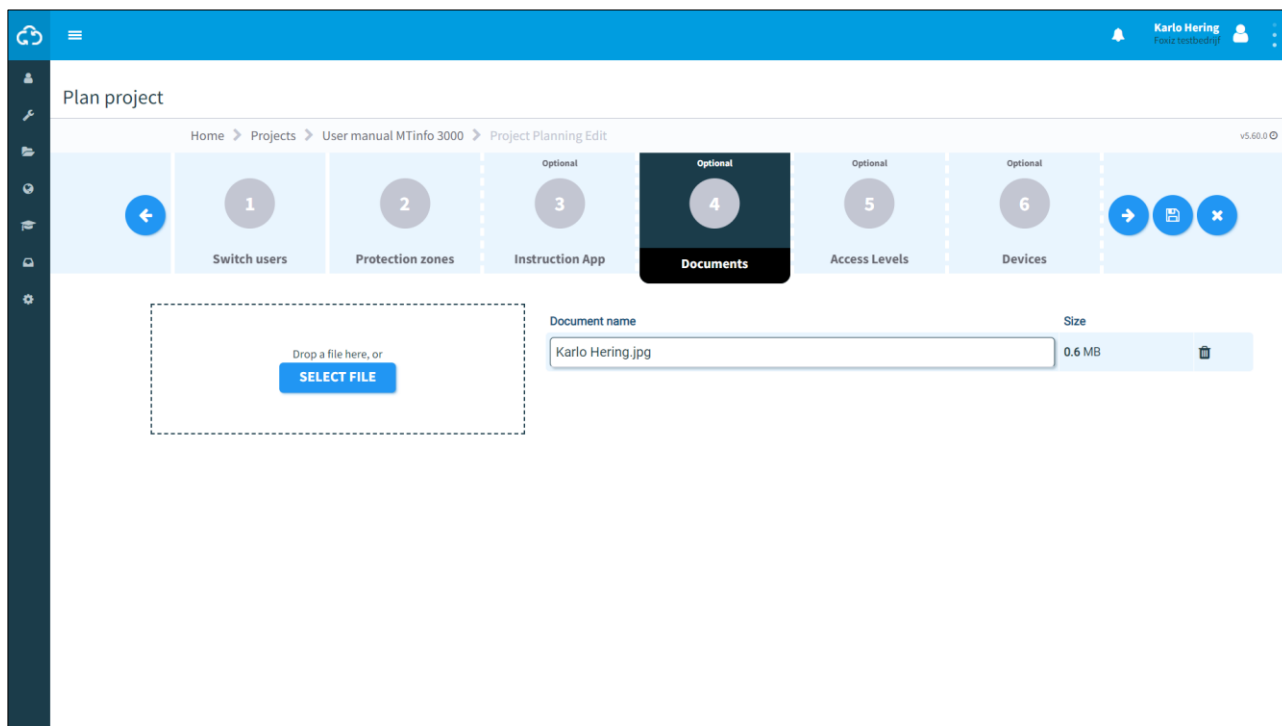 Karlo Hering
Foxiz testbedrijf
Plan project
Home Projects User manual MTinfo 3000 Project Planning Edit
v5.60.0
Optional Optional Optional Optional
1 2 3 4 5 6
Switch users Protection zones Instruction App Documents Access Levels Devices
Drop a file here, or
SELECT FILE
Document name Size
Karlo Hering.jpg 0.6 MB